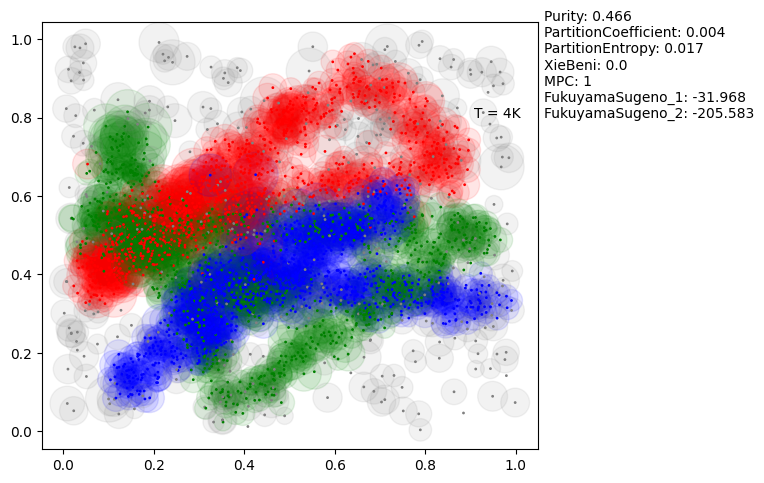 Purity: 0.466
PartitionCoefficient: 0.004
PartitionEntropy: 0.017
XieBeni: 0.0
MPC: 1
FukuyamaSugeno_1: -31.968
FukuyamaSugeno_2: -205.583
T = 4K
1.0
0.8
0.6
0.4
0.2
0.0
0.0 0.2 0.4 0.6 0.8 1.0